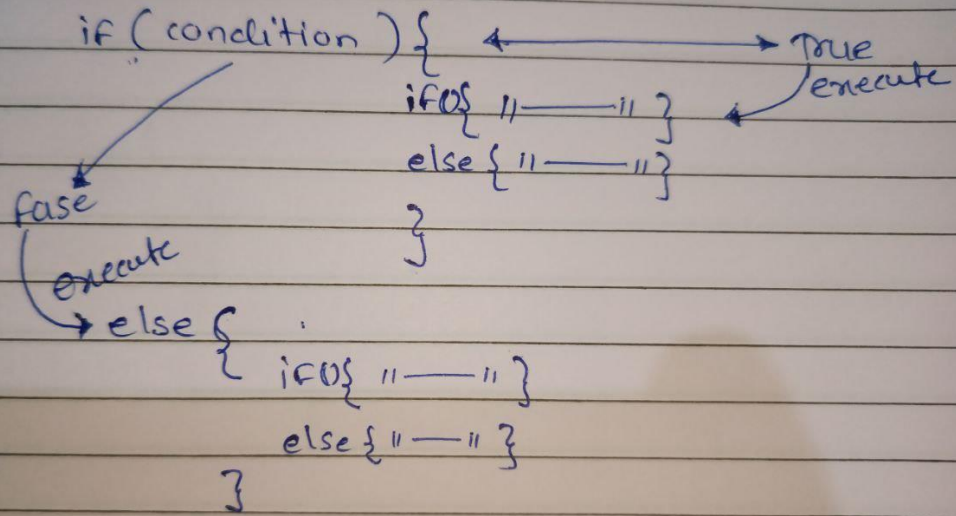 if (condition) { True
execute
if(){ "——" }
else { "——" }
fase
}
execute
else {
if(){ "——" }
else { "——" }
}